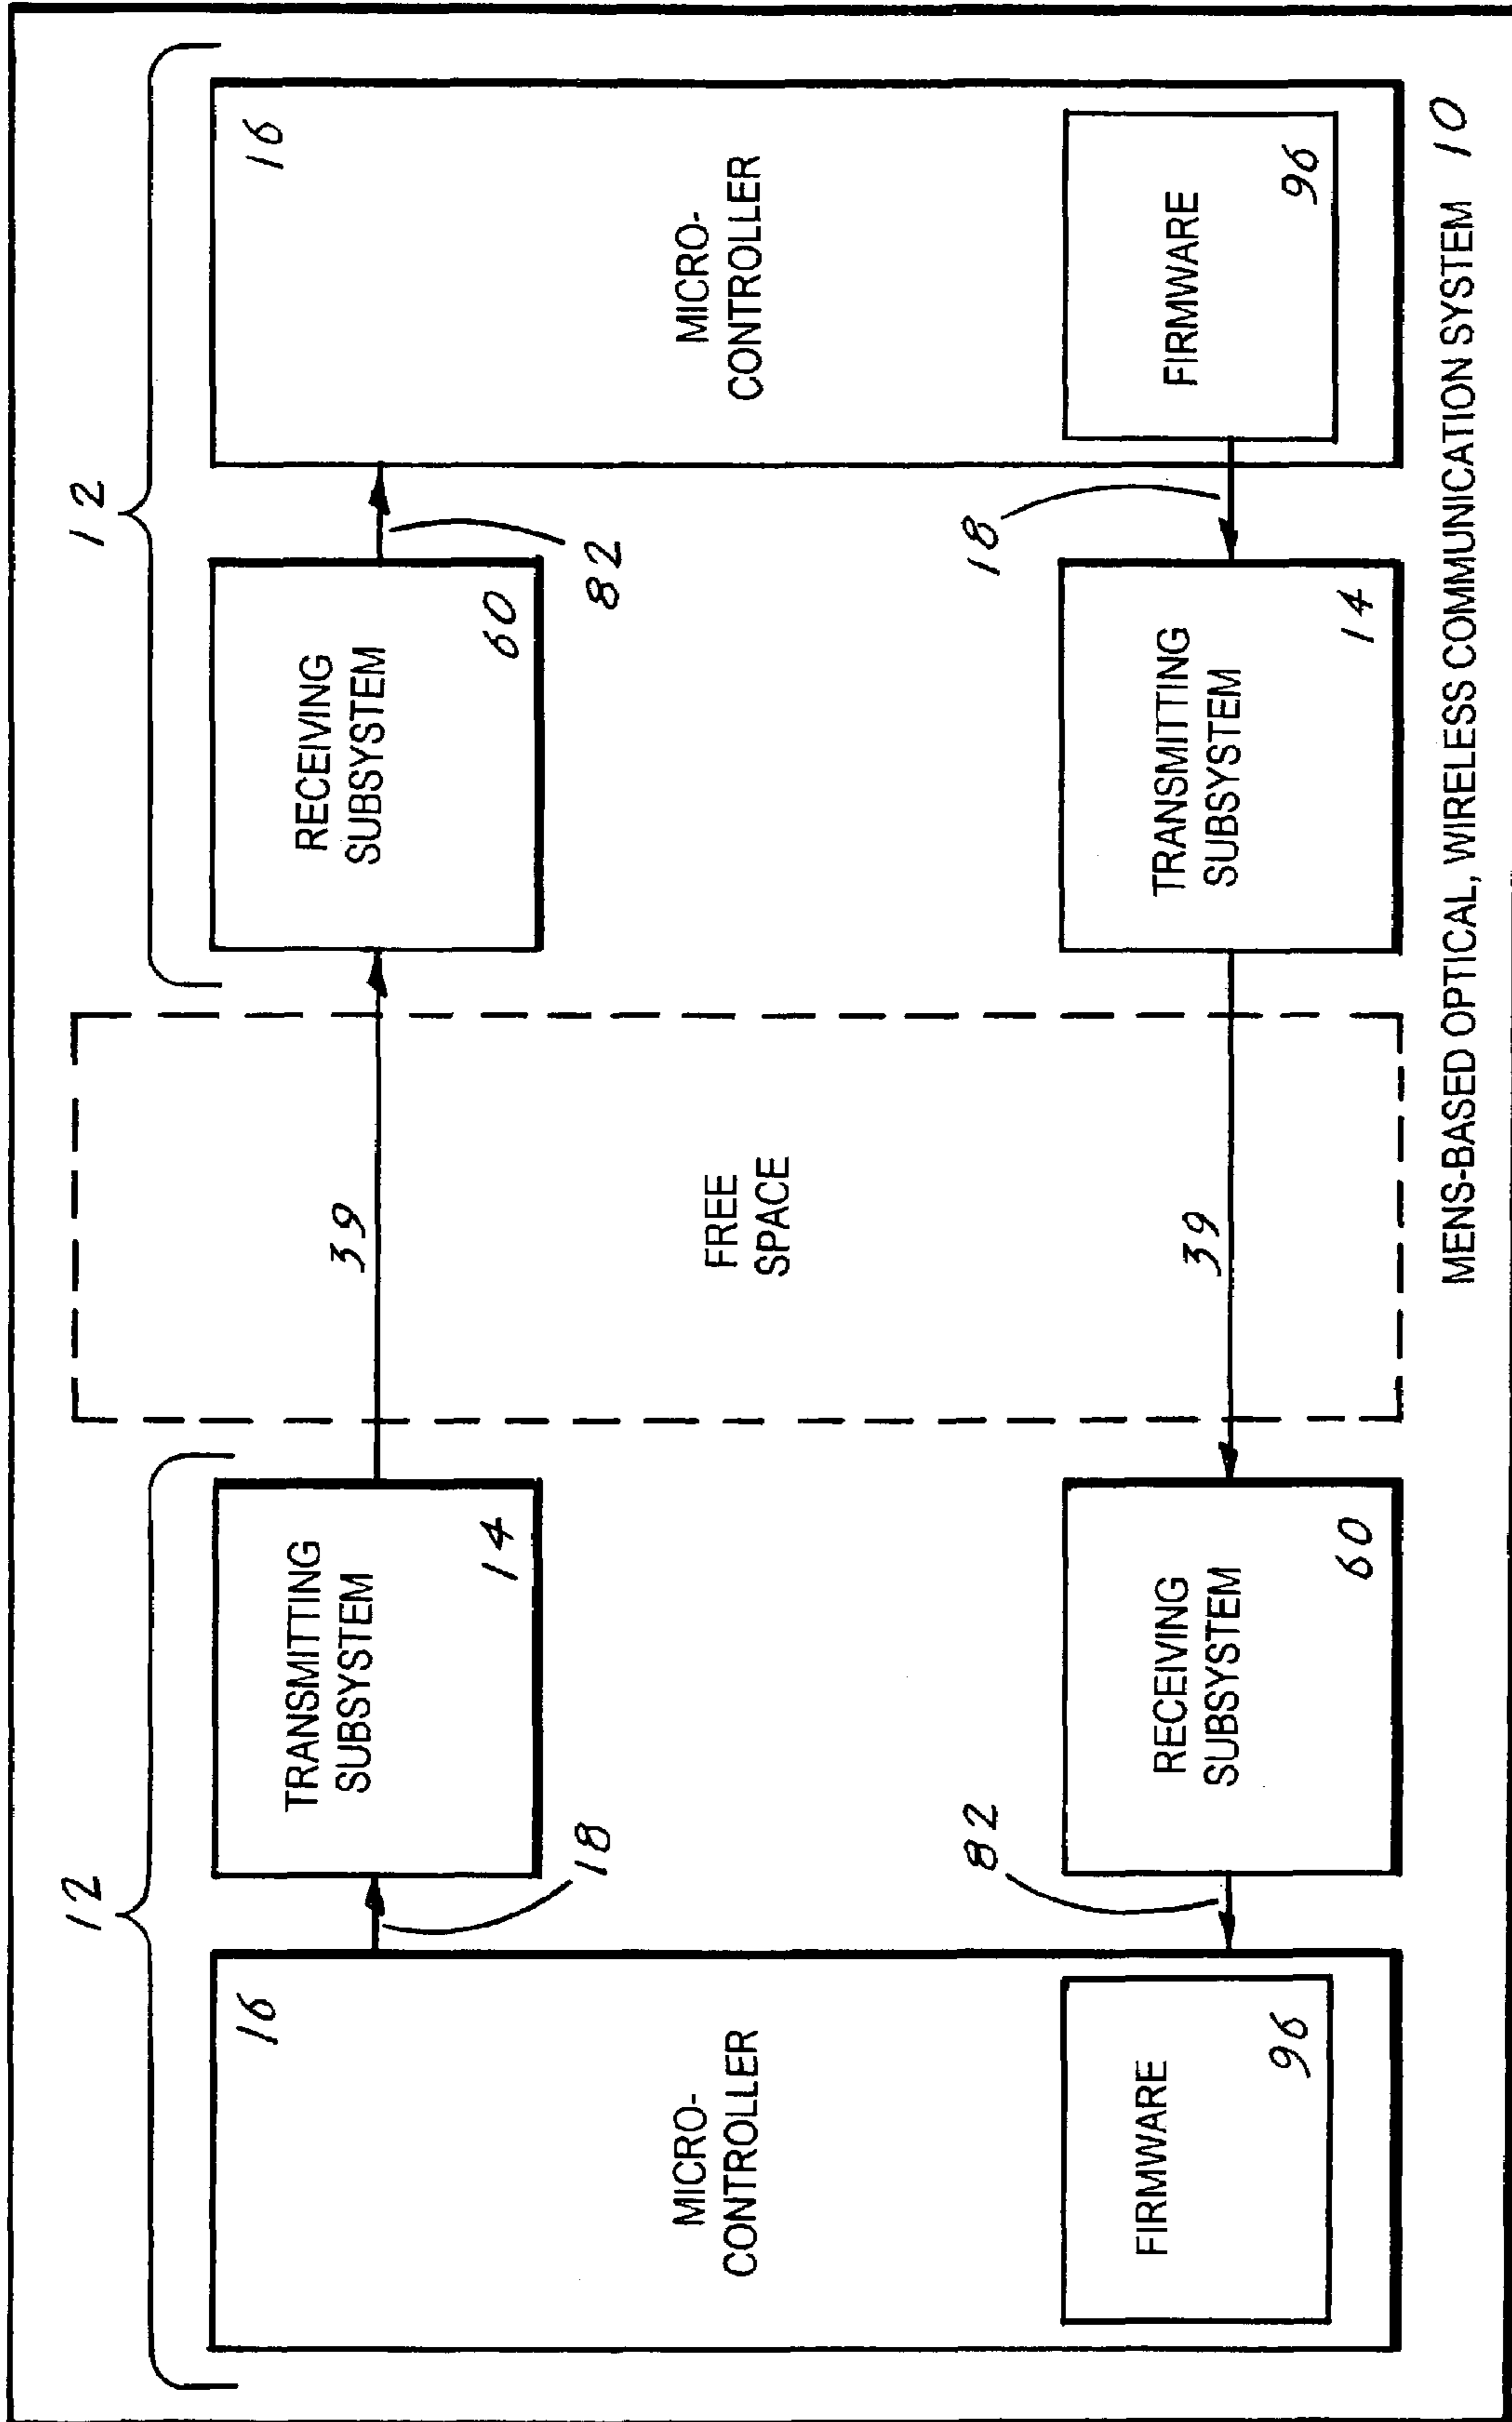 12
12
16
MICRO-
CONTROLLER
FIRMWARE
96
18
TRANSMITTING
SUBSYSTEM
14
82
RECEIVING
SUBSYSTEM
60
39
FREE
SPACE
39
RECEIVING
SUBSYSTEM
60
82
TRANSMITTING
SUBSYSTEM
14
18
16
MICRO-
CONTROLLER
FIRMWARE
96
MENS-BASED OPTICAL, WIRELESS COMMUNICATION SYSTEM 10